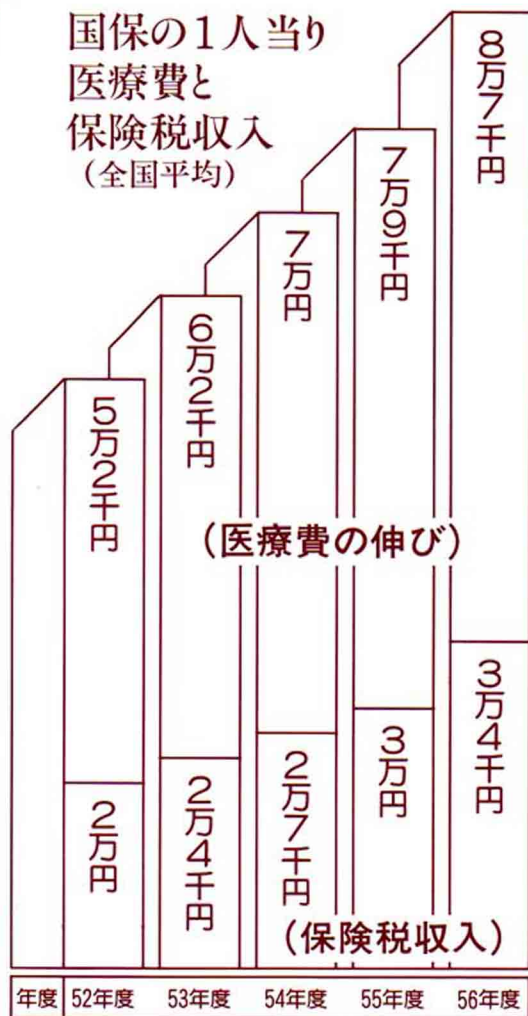 国保の1人当り
医療費と
保険税収入
（全国平均）
5万2千円
6万2千円
7万円
7万9千円
8万7千円
（医療費の伸び）
2万円
2万4千円
2万7千円
3万円
3万4千円
（保険税収入）
年度 52年度 53年度 54年度 55年度 56年度